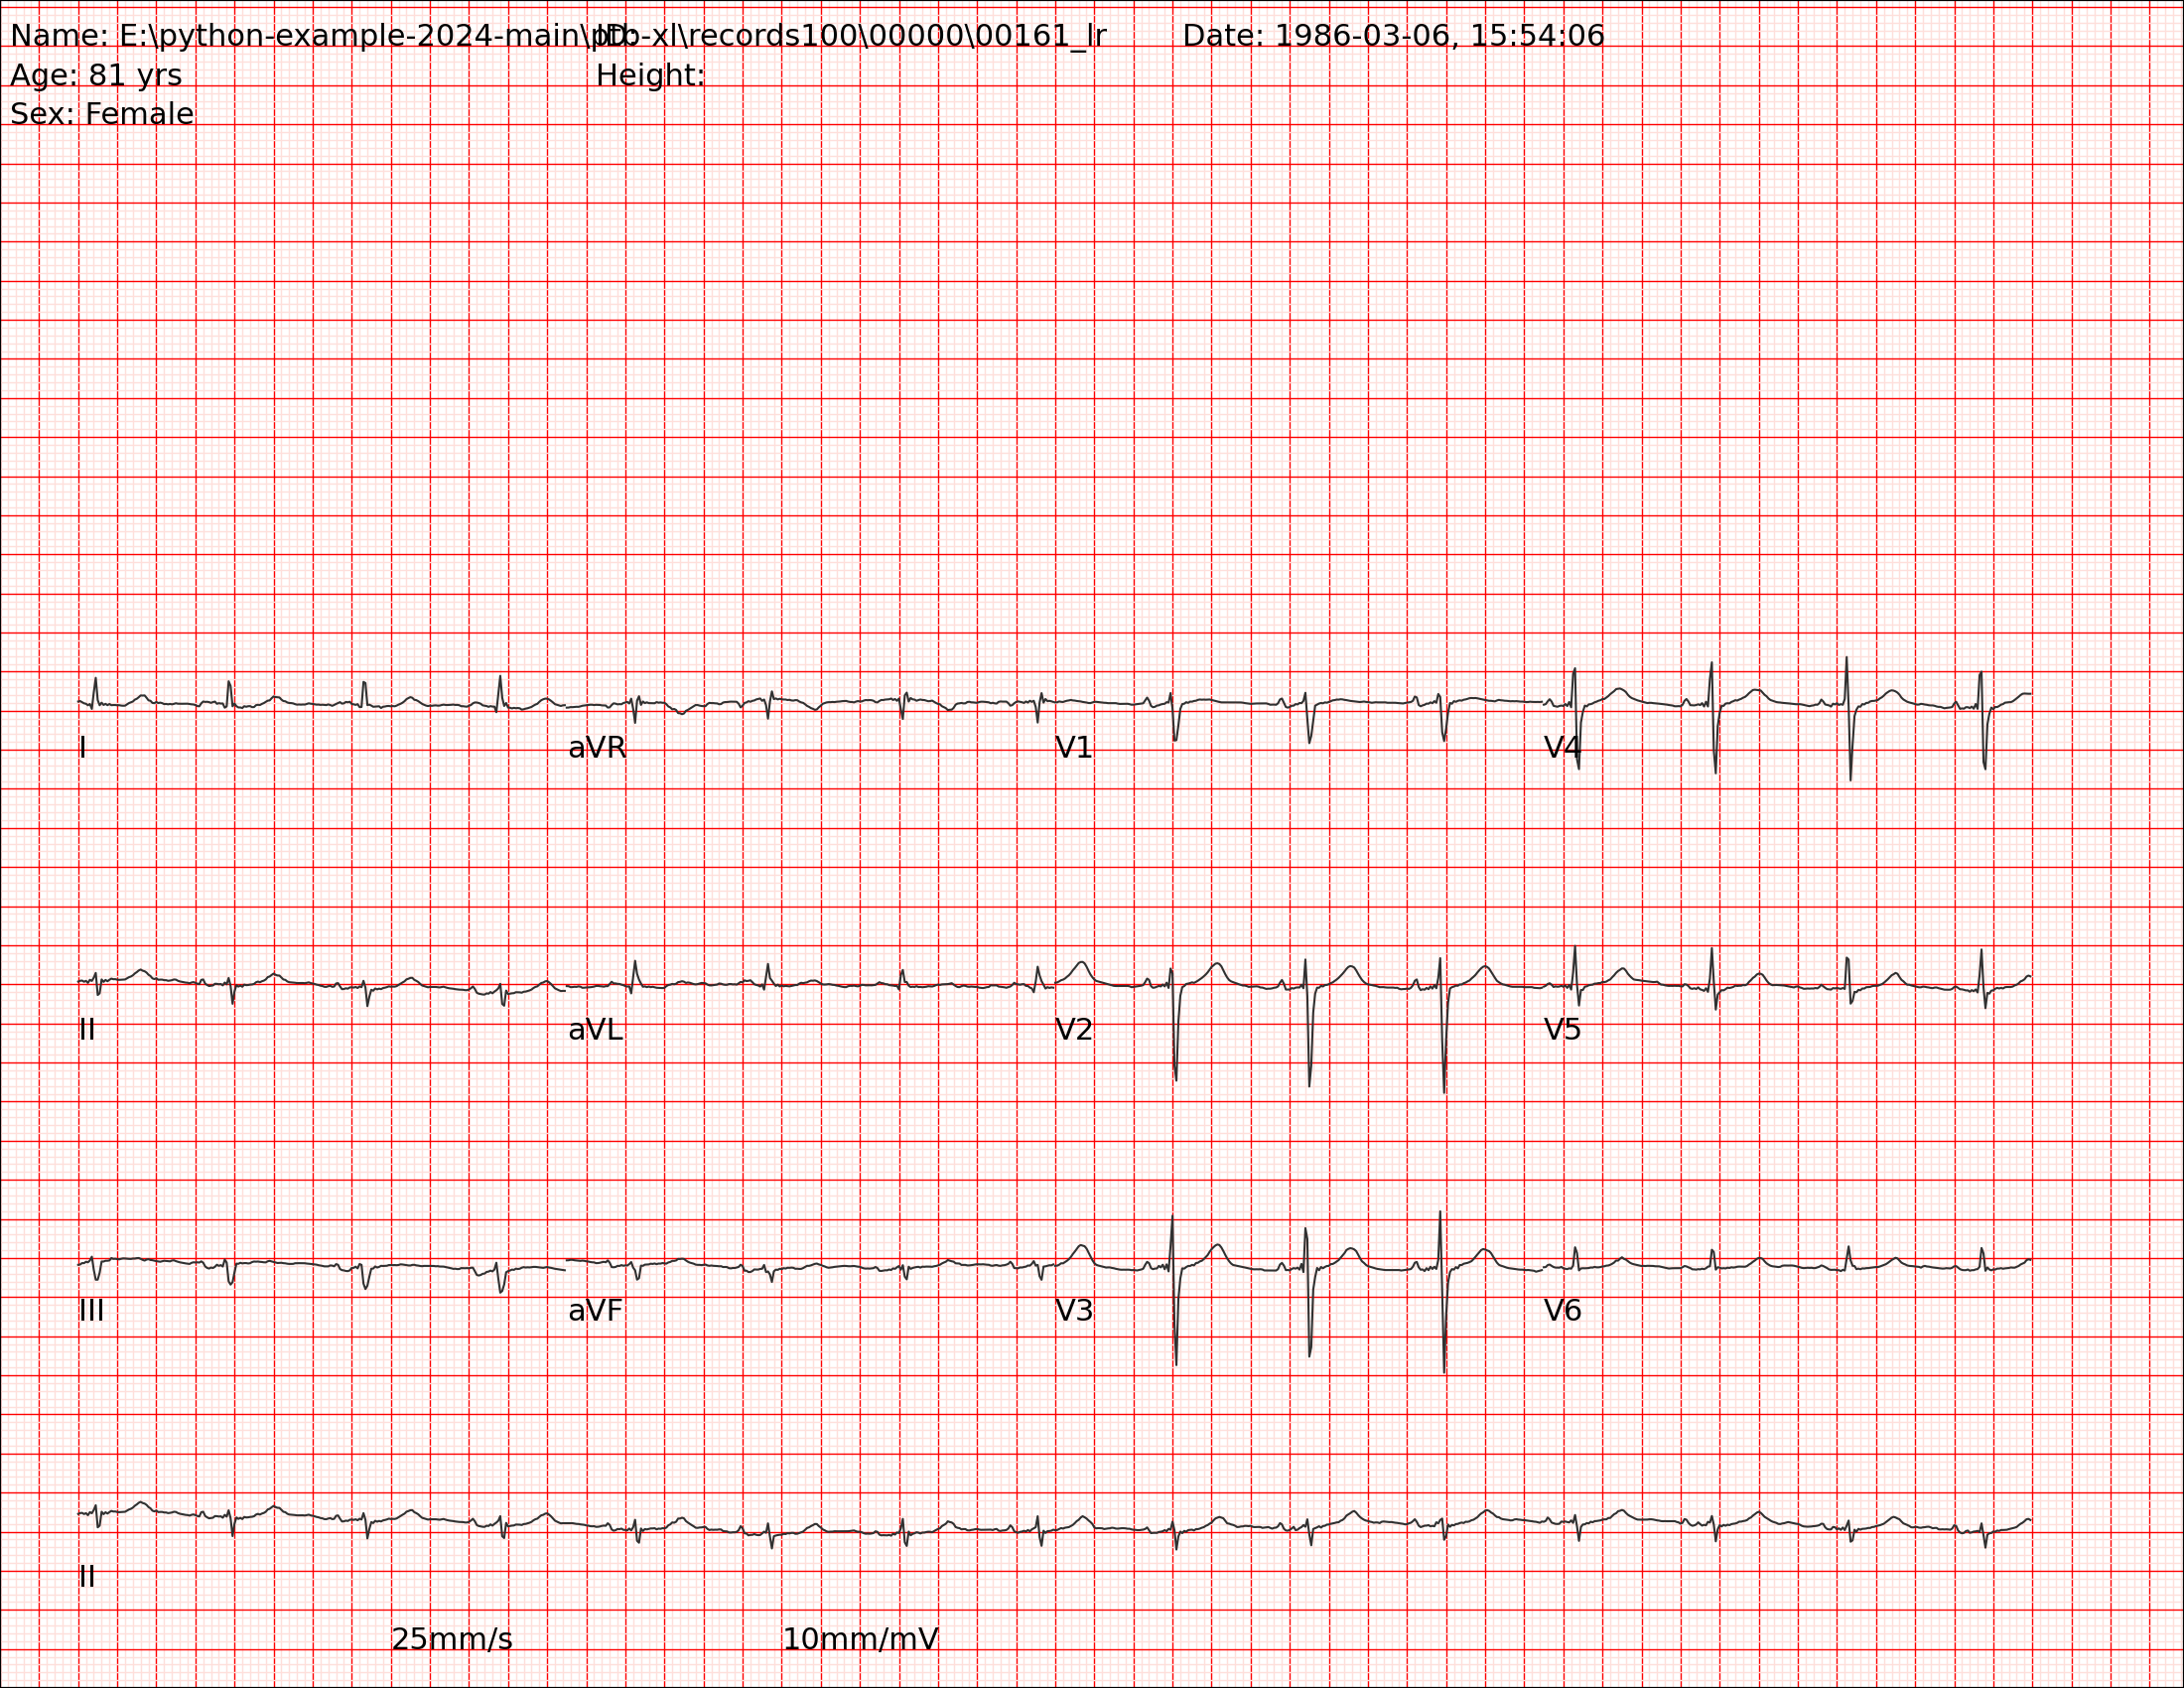 Name: E:\python-example-2024-main\ptb-xl\records100\00000\00161_lr ID: Date: 1986-03-06, 15:54:06
Age: 81 yrs Height:
Sex: Female
I aVR V1 V4
II aVL V2 V5
III aVF V3 V6
II
25mm/s 10mm/mV